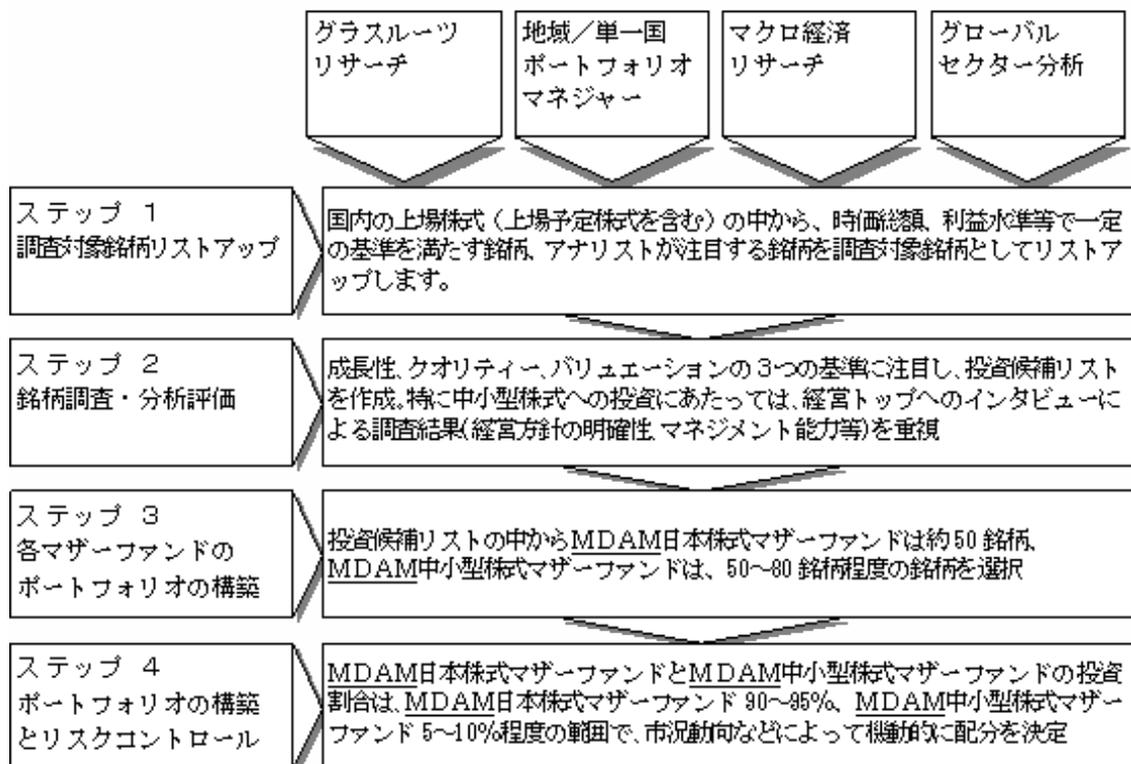 グラスルーツ
リサーチ
地域／単一国
ポートフォリオ
マネジャー
マクロ経済
リサーチ
グローバル
セクター分析
ステップ １
調査対象銘柄リストアップ
国内の上場株式（上場予定株式を含む）の中から、時価総額、利益水準等で一定
の基準を満たす銘柄、アナリストが注目する銘柄を調査対象銘柄としてリストア
ップします。
ステップ ２
銘柄調査・分析評価
成長性、クオリティー、バリュエーションの３つの基準に注目し、投資候補リスト
を作成。特に中小型株式への投資にあたっては、経営トップへのインタビューに
よる調査結果(経営方針の明確性、マネジメント能力等)を重視
ステップ ３
各マザーファンドの
ポートフォリオの構築
投資候補リストの中からMDAM日本株式マザーファンドは約50 銘柄、
MDAM中小型株式マザーファンドは、50～80 銘柄程度の銘柄を選択
ステップ ４
ポートフォリオの構築
とリスクコントロール
MDAM日本株式マザーファンドとMDAM中小型株式マザーファンドの投資
割合は、MDAM日本株式マザーファンド 90～95%、MDAM中小型株式マザー
ファンド 5～10%程度の範囲で、市況動向などによって機動的に配分を決定